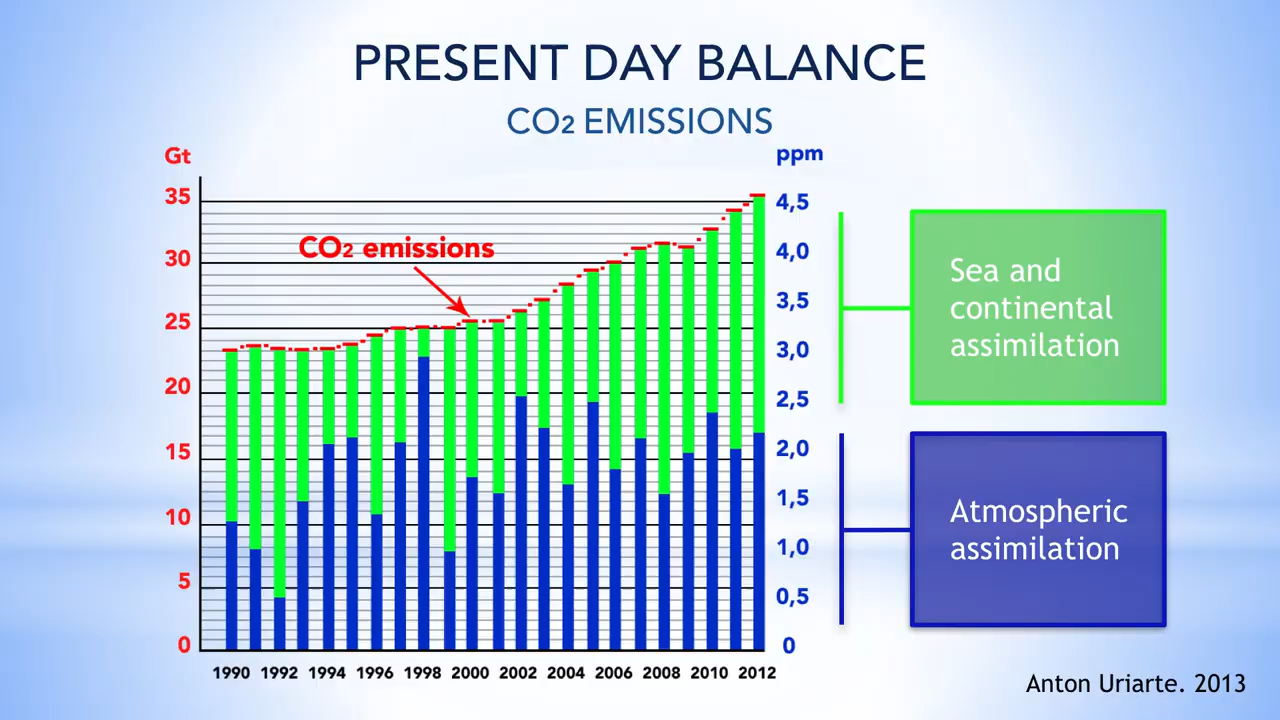 PRESENT DAY BALANCE
CO2 EMISSIONS
Gt
ppm
35
30
25
20
15
10
5
0
CO2 emissions
4,5
4,0
3,5
3,0
2,5
2,0
1,5
1,0
0,5
0
1990 1992 1994 1996 1998 2000 2002 2004 2006 2008 2010 2012
Sea and
continental
assimilation
Atmospheric
assimilation
Anton Uriarte. 2013